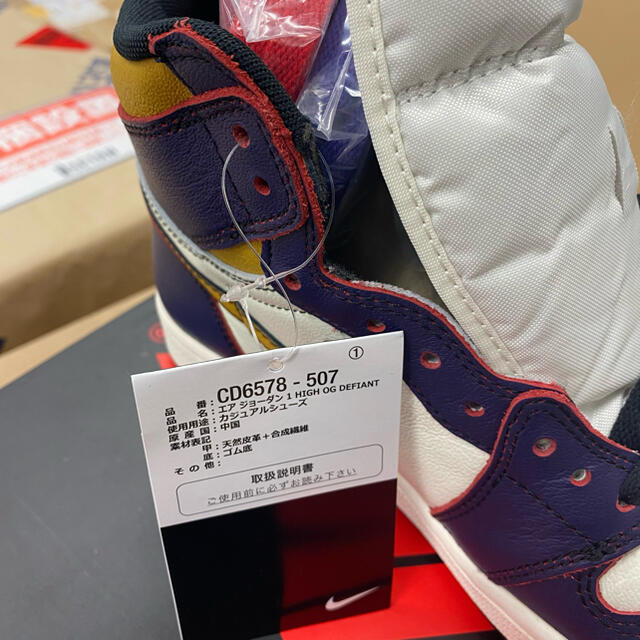 ①
品 番: CD6578 - 507
品 名: エア ジョーダン 1 HIGH OG DEFIANT
使用用途: カジュアルシューズ
原 産 国: 中国
素材表記
甲: 天然皮革+合成繊維
底: ゴム底
そ の 他:
取扱説明書
ご使用前に必ずお読み下さい